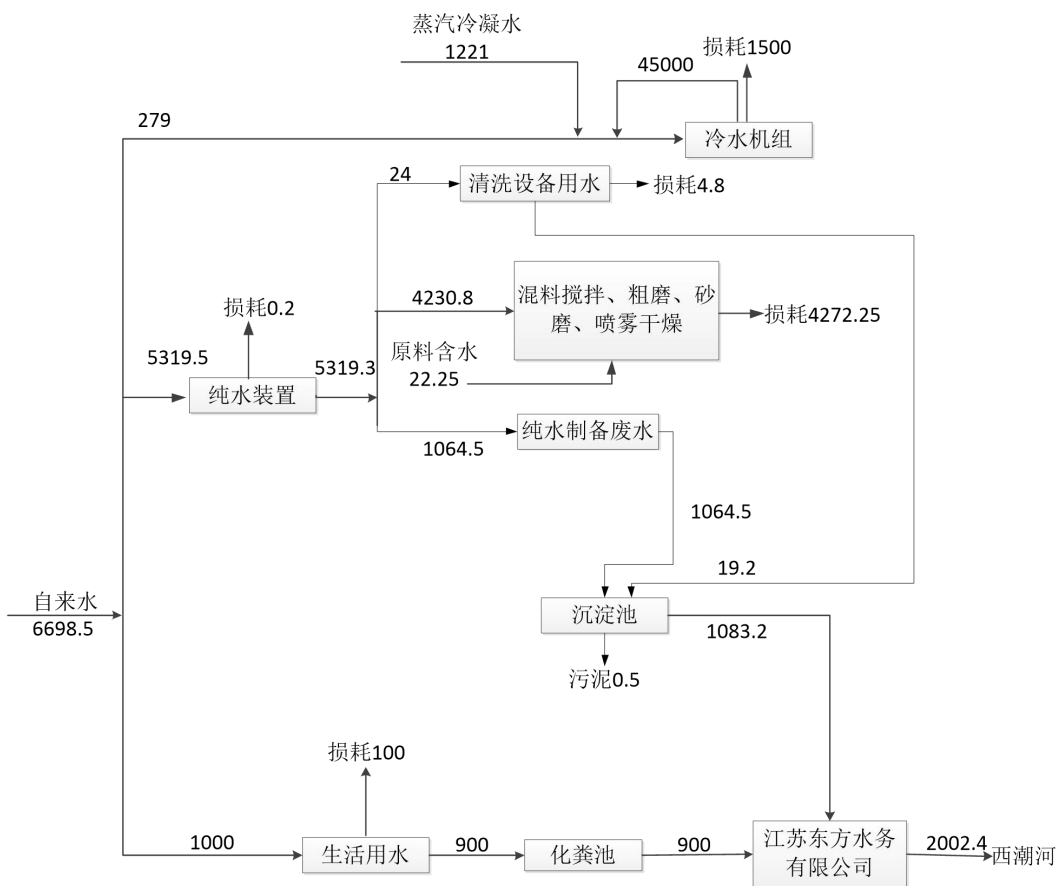 蒸汽冷凝水
1221
损耗1500
45000
279
冷水机组
24
清洗设备用水
损耗4.8
损耗0.2
4230.8
混料搅拌、粗磨、砂
磨、喷雾干燥
损耗4272.25
5319.5
5319.3
原料含水
22.25
纯水装置
纯水制备废水
1064.5
1064.5
19.2
自来水
6698.5
沉淀池
1083.2
污泥0.5
损耗100
1000
生活用水
900
化粪池
900
江苏东方水务
有限公司
2002.4
西潮河